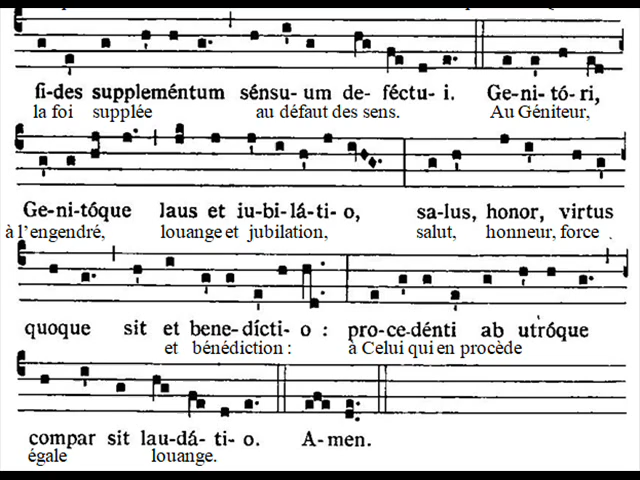 fi-des suppleméntum sénsu-um de-féctu-i. Ge-ni-tó-ri,
la foi supplée au défaut des sens. Au Géniteur,
Ge-ni-tóque laus et iu-bi-lá-ti-o, sa-lus, honor, virtus
à l'engendré, louange et jubilation, salut, honneur, force .
quoque sit et bene-dícti-o : pro-ce-dénti ab utróque
et bénédiction : à Celui qui en procède
compar sit lau-dá-ti-o. A-men.
égale louange.